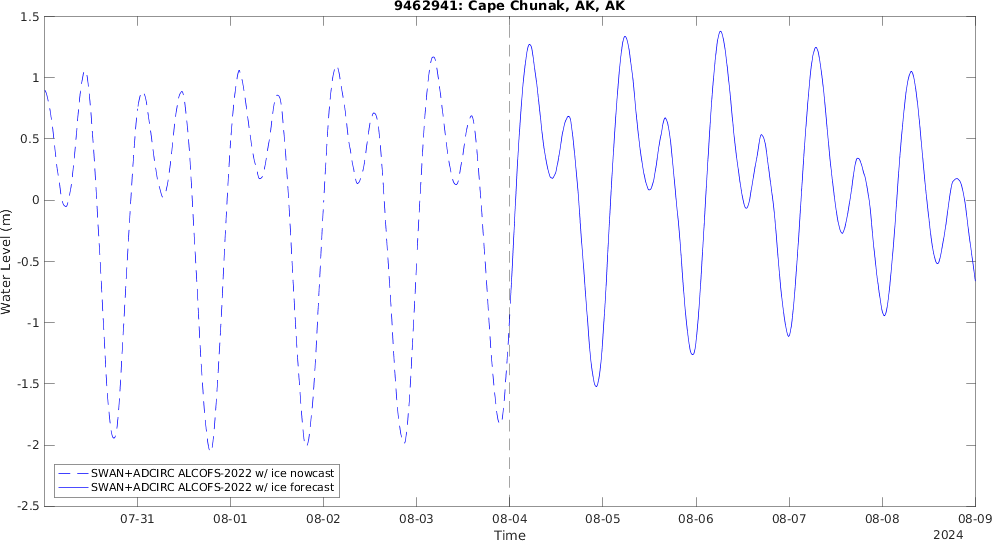 9462941: Cape Chunak, AK, AK
1.5
1
0.5
0
-0.5
-1
-1.5
-2
-2.5
Water Level (m)
SWAN+ADCIRC ALCOFS-2022 w/ ice nowcast
SWAN+ADCIRC ALCOFS-2022 w/ ice forecast
07-31 08-01 08-02 08-03 08-04 08-05 08-06 08-07 08-08 08-09
Time
2024